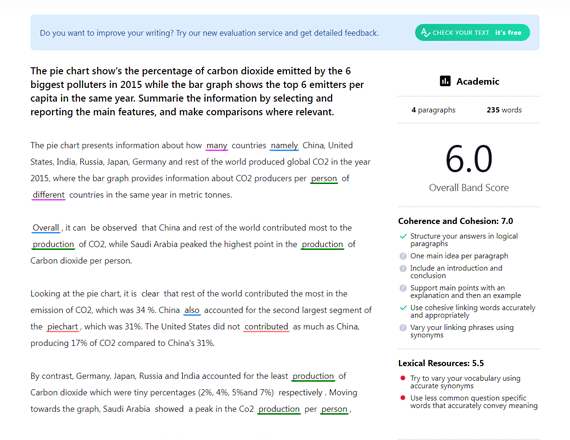 Do you want to improve your writing? Try our new evaluation service and get detailed feedback.
CHECK YOUR TEXT it's free
The pie chart show's the percentage of carbon dioxide emitted by the 6
biggest polluters in 2015 while the bar graph shows the top 6 emitters per
capita in the same year. Summarie the information by selecting and
reporting the main features, and make comparisons where relevant.
The pie chart presents information about how many countries namely China, United
States, India, Russia, Japan, Germany and rest of the world produced global CO2 in the year
2015, where the bar graph provides information about CO2 producers per person of
different countries in the same year in metric tonnes.
Overall, it can be observed that China and rest of the world contributed most to the
production of CO2, while Saudi Arabia peaked the highest point in the production of
Carbon dioxide per person.
Looking at the pie chart, it is clear that rest of the world contributed the most in the
emission of CO2, which was 34 %. China also accounted for the second largest segment of
the piechart, which was 31%. The United States did not contributed as much as China,
producing 17% of CO2 compared to China's 31%.
By contrast, Germany, Japan, Russia and India accounted for the least production of
Carbon dioxide which were tiny percentages (2%, 4%, 5%and 7%) respectively . Moving
towards the graph, Saudi Arabia showed a peak in the Co2 production per person,
Academic
4 paragraphs 235 words
6.0
Overall Band Score
Coherence and Cohesion: 7.0
Structure your answers in logical
paragraphs
One main idea per paragraph
Include an introduction and
conclusion
Support main points with an
explanation and then an example
Use cohesive linking words accurately
and appropriately
Vary your linking phrases using
synonyms
Lexical Resources: 5.5
Try to vary your vocabulary using
accurate synonyms
Use less common question specific
words that accurately convey meaning